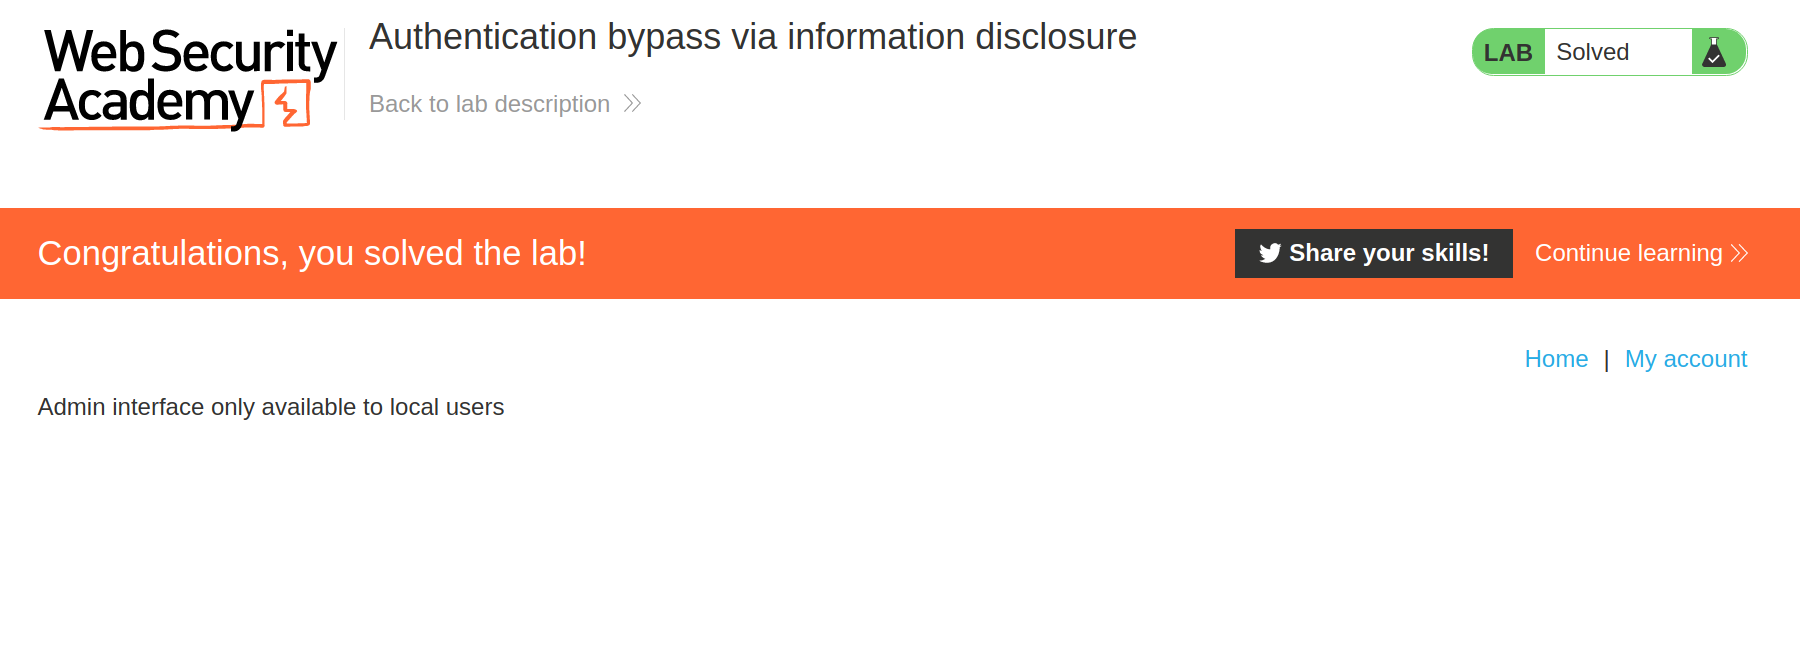 Web Security
Academy
Authentication bypass via information disclosure
Back to lab description
LAB Solved
Congratulations, you solved the lab!
Share your skills!
Continue learning
Home | My account
Admin interface only available to local users